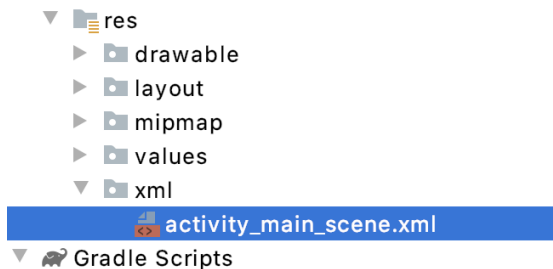 res
drawable
layout
mipmap
values
xml
activity_main_scene.xml
Gradle Scripts